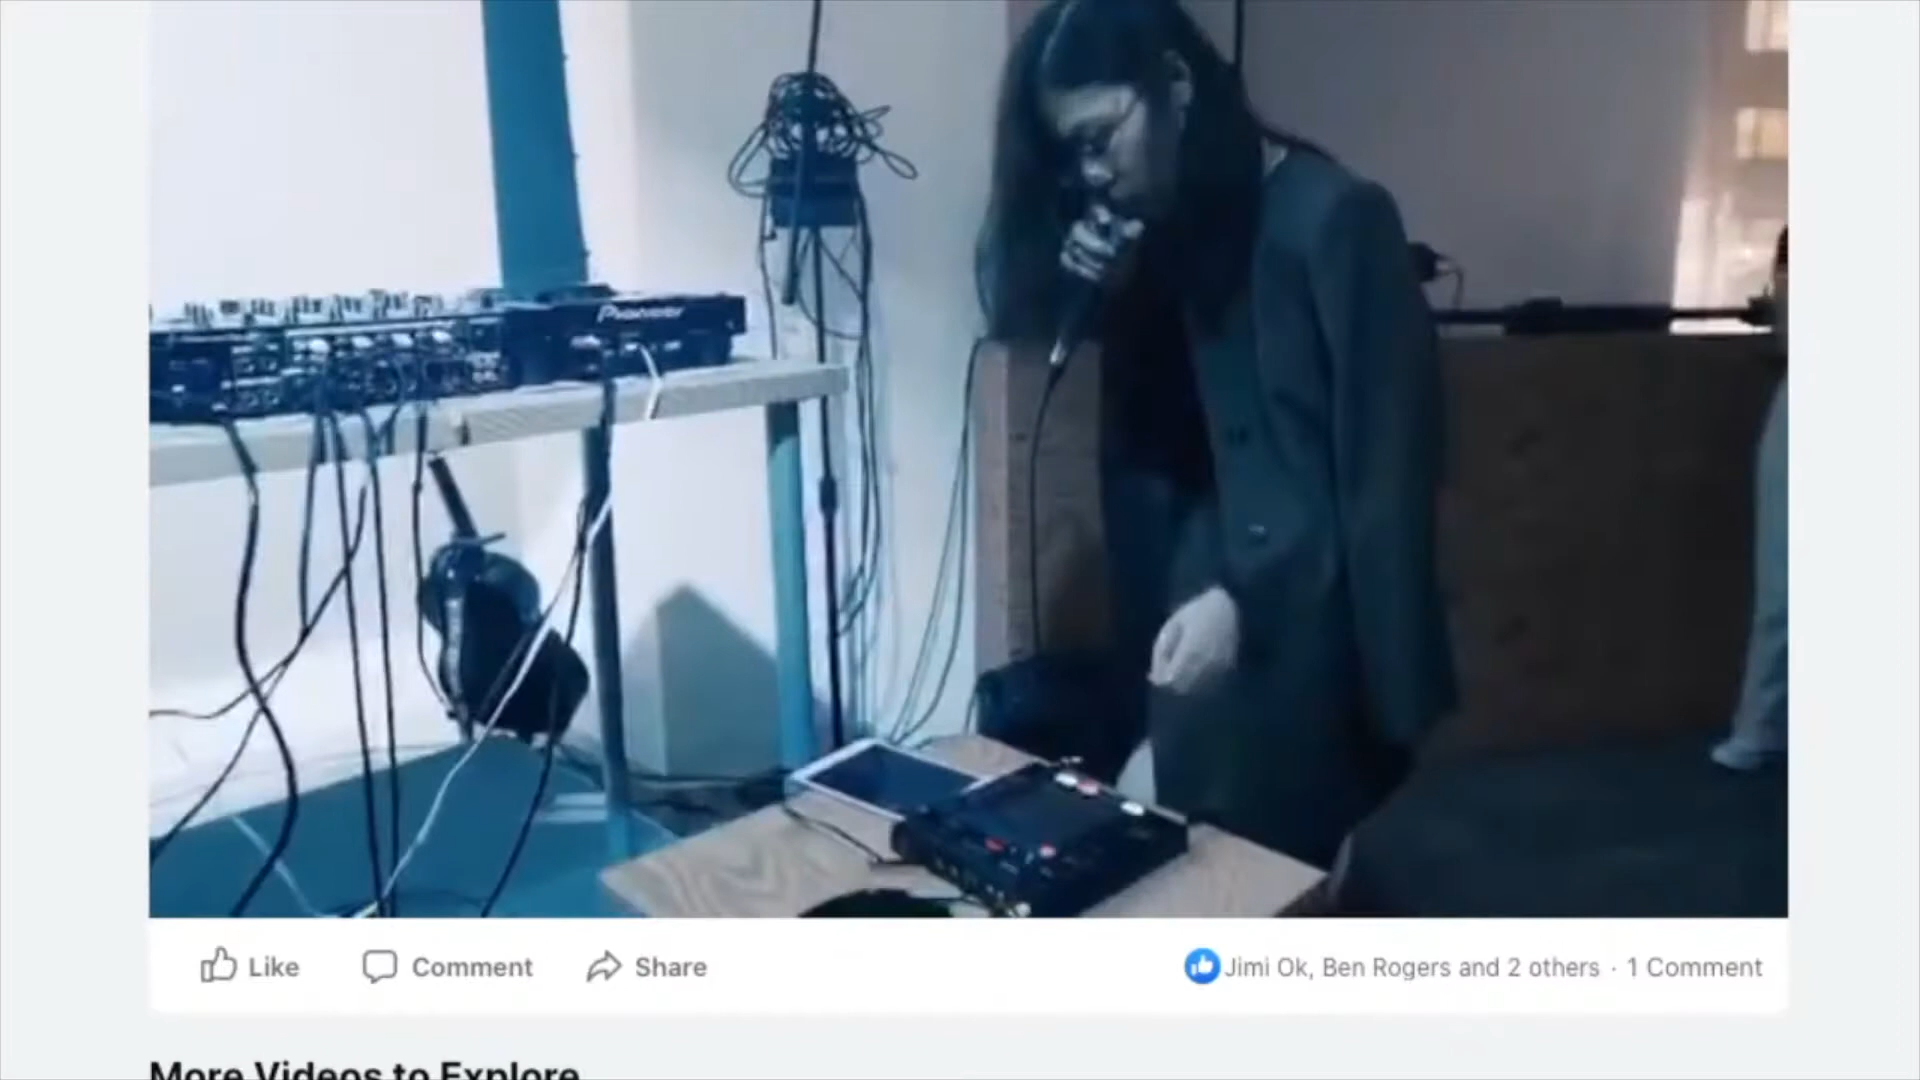 Pioneer
Like
Comment
Share
Jimi Ok, Ben Rogers and 2 others · 1 Comment
More Videos to Explore